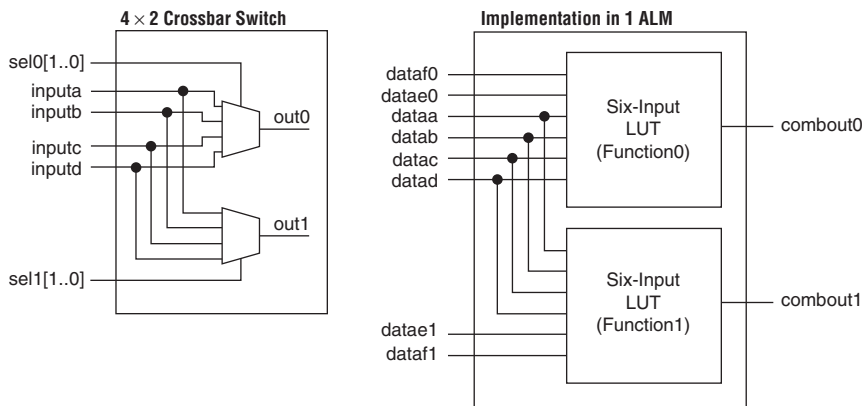 4 × 2 Crossbar Switch
sel0[1..0]
inputa
inputb
inputc
inputd
out0
out1
sel1[1..0]
Implementation in 1 ALM
dataf0
datae0
dataa
datab
datac
datad
Six-Input
LUT
(Function0)
combout0
Six-Input
LUT
(Function1)
combout1
datae1
dataf1